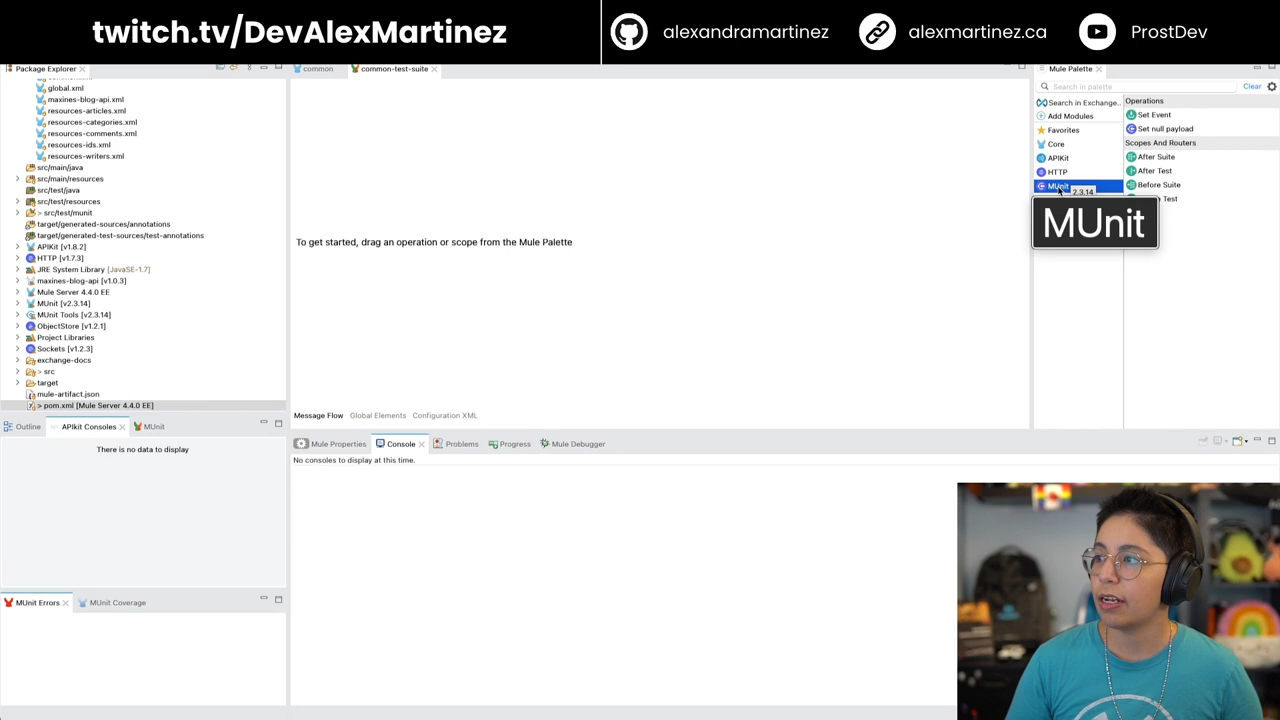 twitch.tv/DevAlexMartinez
alexandramartinez
alexmartinez.ca
ProstDev
Package Explorer
global.xml
maxines-blog-api.xml
resources-articles.xml
resources-categories.xml
resources-comments.xml
resources-ids.xml
resources-writers.xml
src/main/java
src/main/resources
src/test/java
src/test/resources
> src/test/munit
target/generated-sources/annotations
target/generated-test-sources/test-annotations
APIKit [v1.8.2]
HTTP [v1.7.3]
JRE System Library [JavaSE-1.7]
maxines-blog-api [v1.0.3]
Mule Server 4.4.0 EE
MUnit [v2.3.14]
MUnit Tools [v2.3.14]
ObjectStore [v1.2.1]
Project Libraries
Sockets [v1.2.3]
exchange-docs
> src
target
mule-artifact.json
> pom.xml [Mule Server 4.4.0 EE]
Outline
APIkit Consoles
MUnit
There is no data to display
MUnit Errors
MUnit Coverage
common
common-test-suite
To get started, drag an operation or scope from the Mule Palette
Message Flow
Global Elements
Configuration XML
Mule Properties
Console
Problems
Progress
Mule Debugger
No consoles to display at this time.
Mule Palette
Search in palette
Clear
Search in Exchange..
Add Modules
Favorites
Core
APIKit
HTTP
MUnit
2.3.14
MUnit
Operations
Set Event
Set null payload
Scopes And Routers
After Suite
After Test
Before Suite
Test